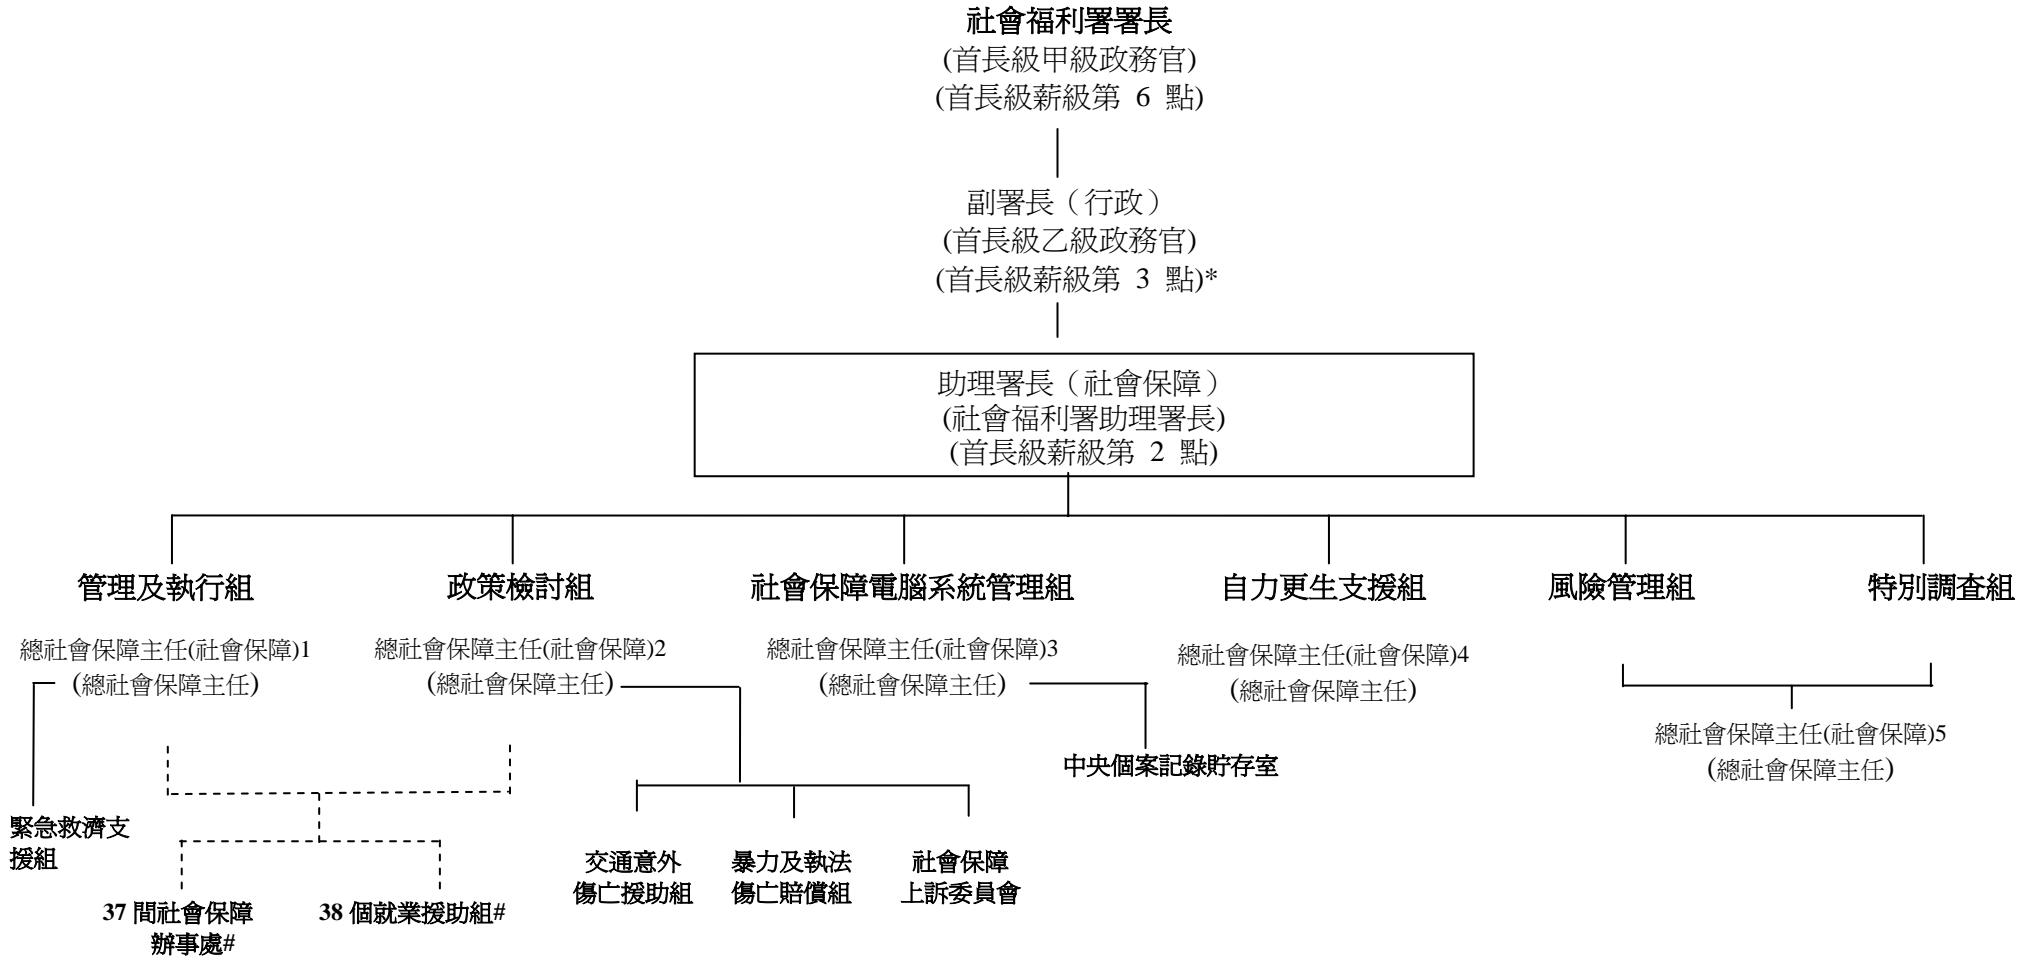 社會福利署署長
(首長級甲級政務官)
(首長級薪級第 6 點)
副署長（行政）
(首長級乙級政務官)
(首長級薪級第 3 點)*
助理署長（社會保障）
(社會福利署助理署長)
(首長級薪級第 2 點)
管理及執行組
總社會保障主任(社會保障)1
(總社會保障主任)
政策檢討組
總社會保障主任(社會保障)2
(總社會保障主任)
社會保障電腦系統管理組
總社會保障主任(社會保障)3
(總社會保障主任)
自力更生支援組
總社會保障主任(社會保障)4
(總社會保障主任)
風險管理組
特別調查組
總社會保障主任(社會保障)5
(總社會保障主任)
中央個案記錄貯存室
緊急救濟支
援組
交通意外
傷亡援助組
暴力及執法
傷亡賠償組
社會保障
上訴委員會
37 間社會保障
辦事處#
38 個就業援助組#